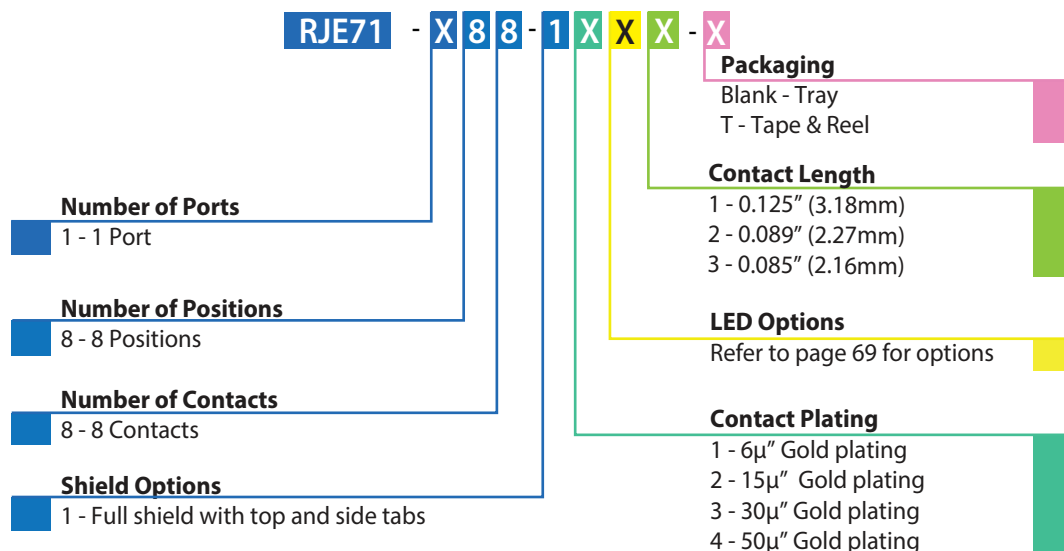 RJE71 - X 8 8 - 1 X X X - X
Packaging
Blank - Tray
T - Tape & Reel
Contact Length
1 - 0.125” (3.18mm)
2 - 0.089” (2.27mm)
3 - 0.085” (2.16mm)
LED Options
Refer to page 69 for options
Contact Plating
1 - 6µ” Gold plating
2 - 15µ” Gold plating
3 - 30µ” Gold plating
4 - 50µ” Gold plating
Number of Ports
1 - 1 Port
Number of Positions
8 - 8 Positions
Number of Contacts
8 - 8 Contacts
Shield Options
1 - Full shield with top and side tabs